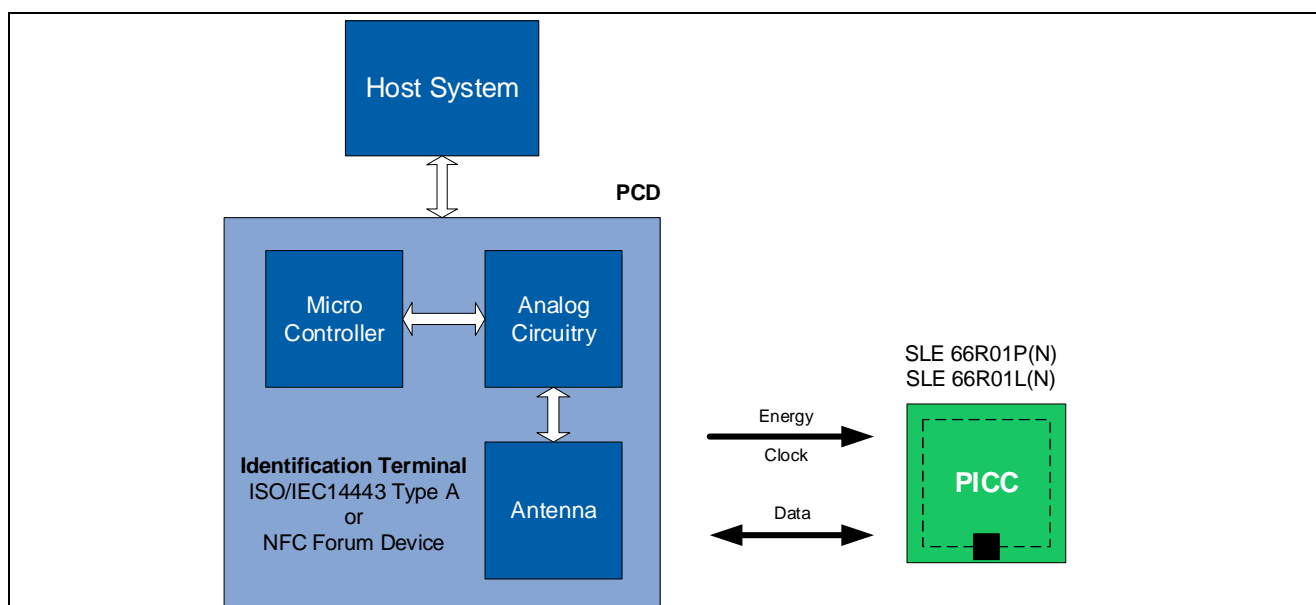 Host System
PCD
Micro
Controller
Analog
Circuitry
Identification Terminal
ISO/IEC14443 Type A
or
NFC Forum Device
Antenna
Energy
Clock
Data
SLE 66R01P(N)
SLE 66R01L(N)
PICC